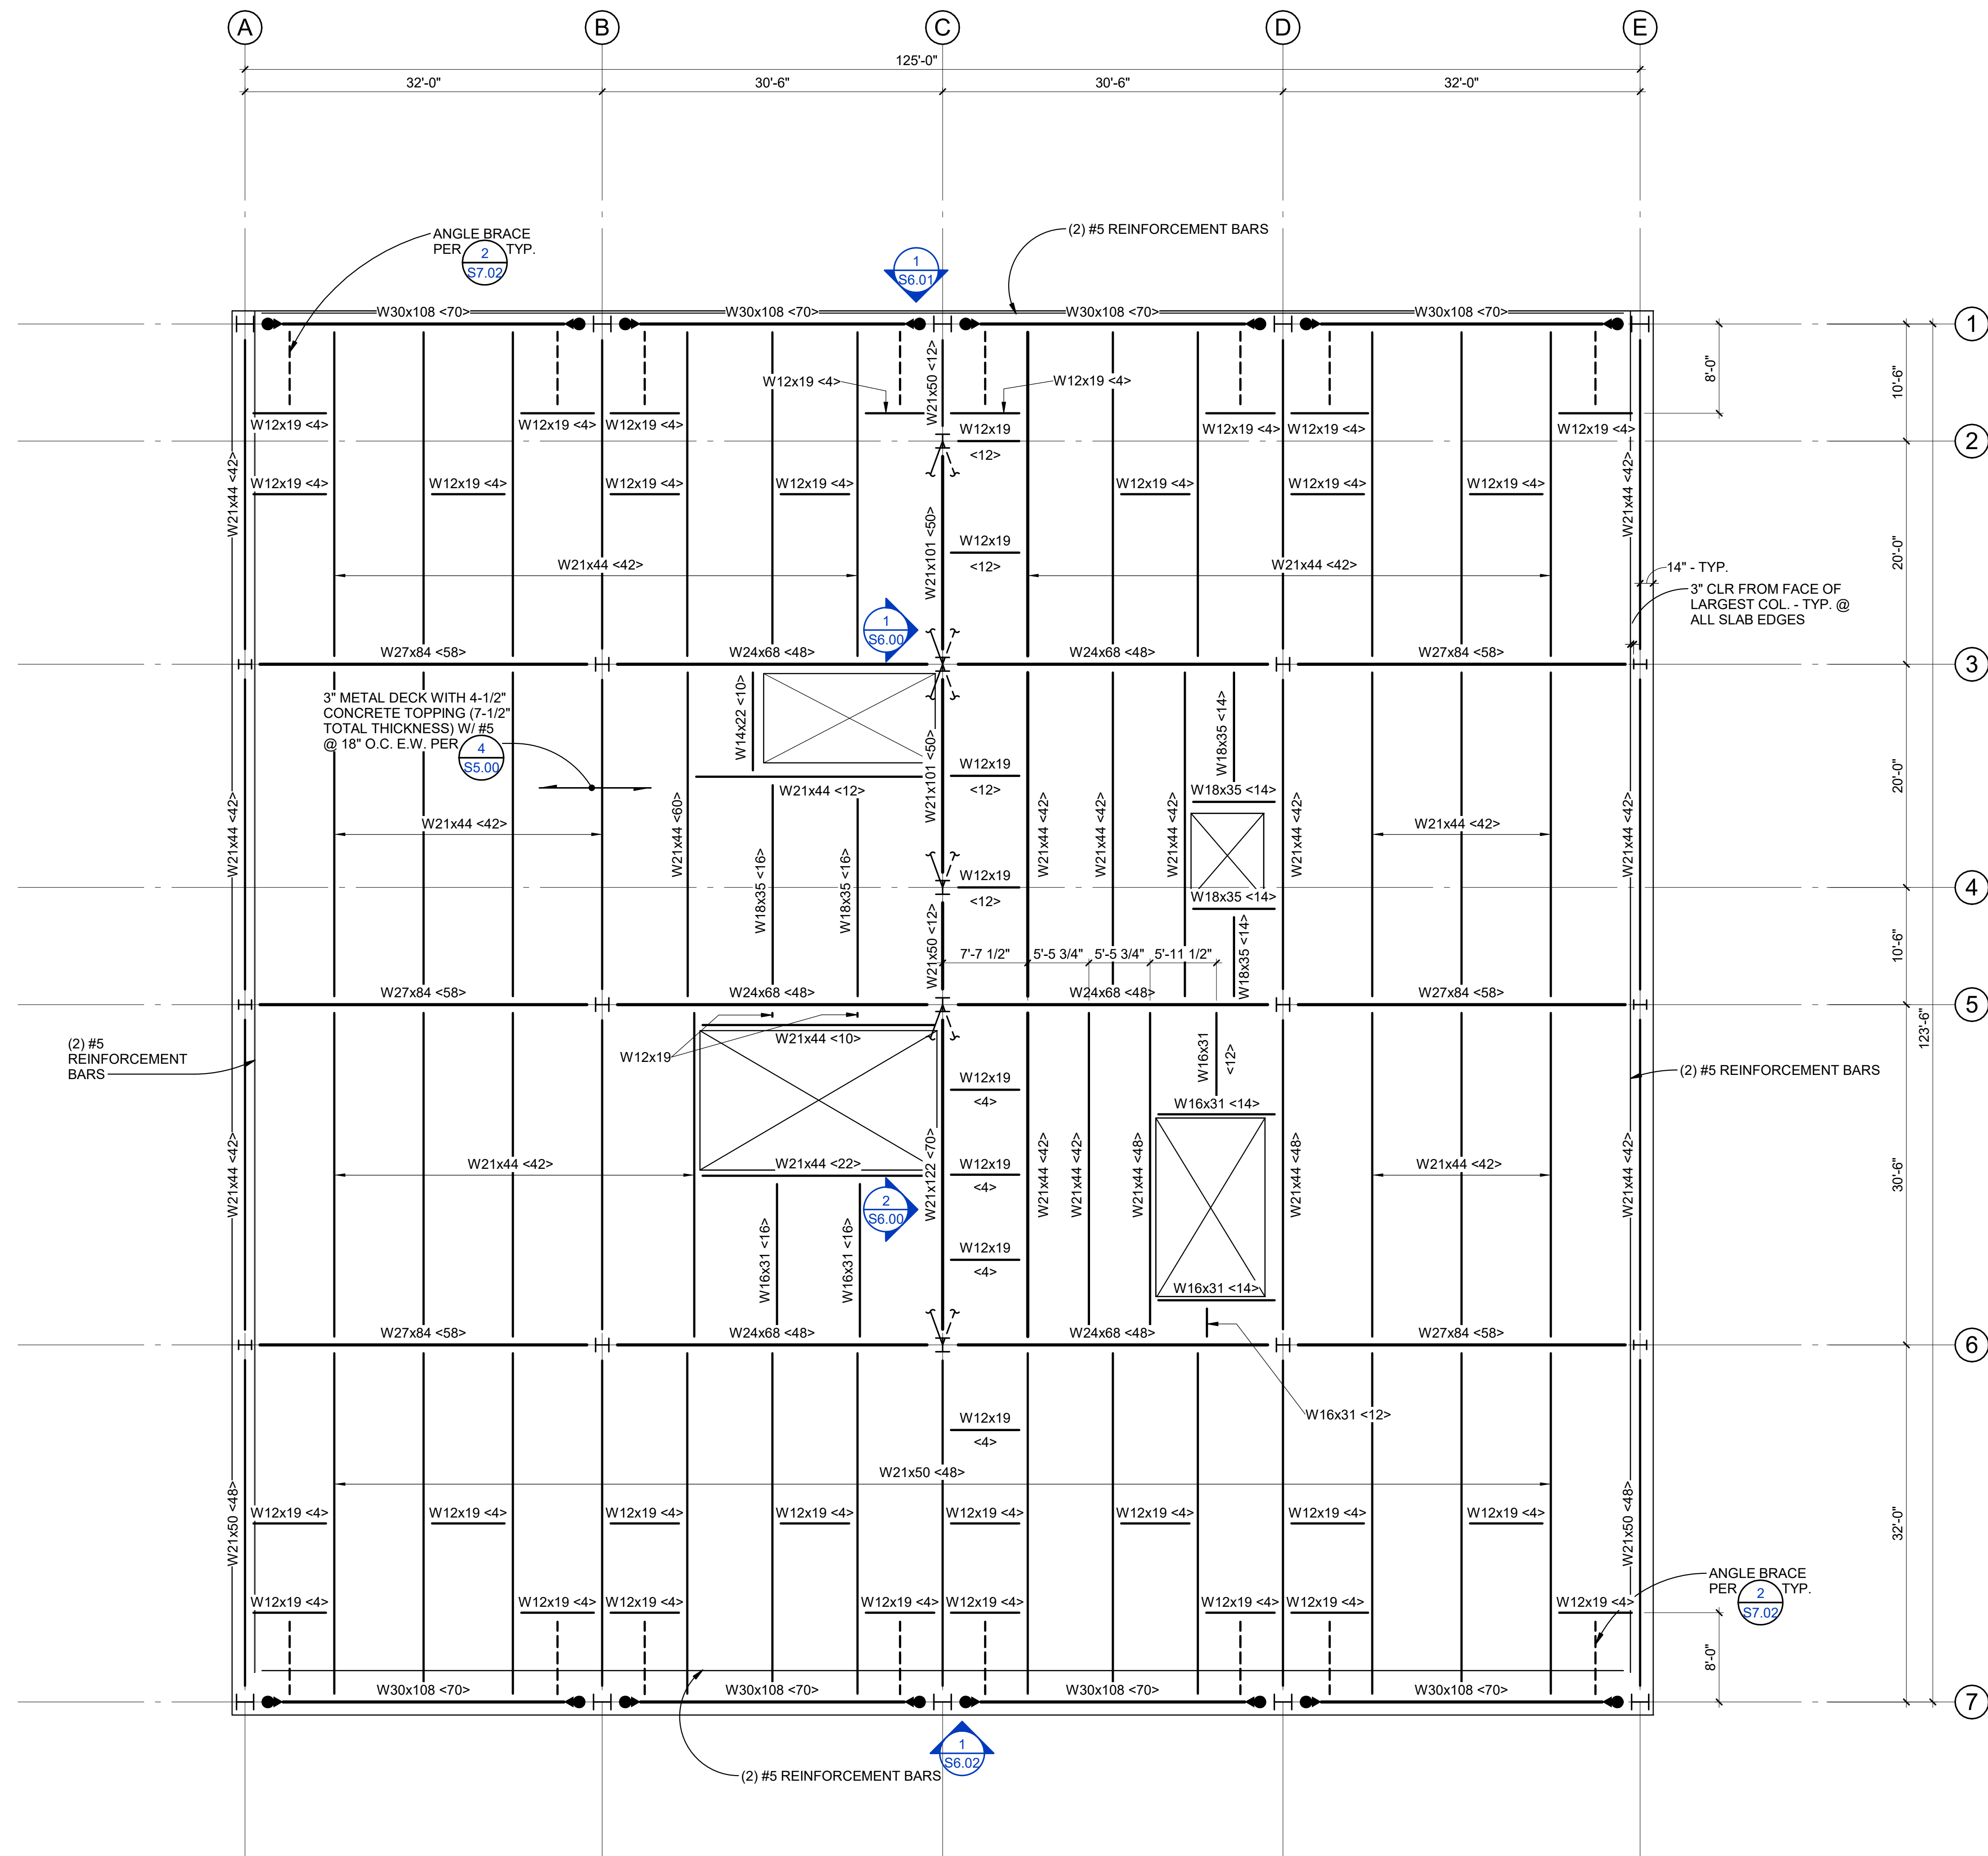 A B C D E
125'-0"
32'-0" 30'-6" 30'-6" 32'-0"
ANGLE BRACE
PER 2 TYP.
S7.02
1
S6.01
(2) #5 REINFORCEMENT BARS
W30x108 <70> W30x108 <70> W30x108 <70> W30x108 <70>
1
8'-0"
10'-6"
W21x50 <12>
W12x19 <4> W12x19 <4>
W12x19 <4> W12x19 <4> W12x19 <4> W12x19 <4> W12x19 <4> W12x19 <4>
W12x19
<12>
2
W21x44 <42>
W12x19 <4> W12x19 <4> W12x19 <4> W12x19 <4> W12x19 <4> W12x19 <4> W12x19 <4>
W21x44 <42>
W21x101 <50>
W12x19
<12>
20'-0"
W21x44 <42> W21x44 <42>
14" - TYP.
3" CLR FROM FACE OF
LARGEST COL. - TYP. @
ALL SLAB EDGES
1
S6.00
W27x84 <58> W24x68 <48> W24x68 <48> W27x84 <58>
3
3" METAL DECK WITH 4-1/2"
CONCRETE TOPPING (7-1/2"
TOTAL THICKNESS) W/ #5
@ 18" O.C. E.W. PER 4
S5.00
W14x22 <10>
W18x35 <14>
W21x101 <50>
W12x19
<12>
W21x44 <12>
W18x35 <14>
20'-0"
W21x44 <42>
W21x44 <42>
W21x44 <60>
W21x44 <42>
W21x44 <42>
W21x44 <42>
W21x44 <42>
W21x44 <42>
W21x44 <42>
W18x35 <16>
W18x35 <16>
W12x19
<12>
W18x35 <14>
4
W21x50 <12>
W18x35 <14>
7'-7 1/2" 5'-5 3/4" 5'-5 3/4" 5'-11 1/2"
10'-6"
W27x84 <58> W24x68 <48> W24x68 <48> W27x84 <58>
5
123'-6"
(2) #5
REINFORCEMENT
BARS
W12x19
W21x44 <10>
W16x31
<12>
(2) #5 REINFORCEMENT BARS
W12x19
<4>
W16x31 <14>
W21x44 <42>
W21x44 <42>
W21x44 <22>
W21x122 <70>
W12x19
<4>
W21x44 <42>
W21x44 <42>
W21x44 <48>
W21x44 <48>
W21x44 <42>
W21x44 <42>
30'-6"
2
S6.00
W16x31 <16>
W16x31 <16>
W12x19
<4>
W16x31 <14>
W27x84 <58> W24x68 <48> W24x68 <48> W27x84 <58>
6
W12x19
<4>
W16x31 <12>
W21x50 <48>
W21x50 <48>
W12x19 <4> W12x19 <4> W12x19 <4> W12x19 <4> W12x19 <4> W12x19 <4> W12x19 <4> W12x19 <4>
W21x50 <48>
32'-0"
ANGLE BRACE
PER 2 TYP.
S7.02
W12x19 <4> W12x19 <4> W12x19 <4> W12x19 <4> W12x19 <4> W12x19 <4> W12x19 <4> W12x19 <4>
8'-0"
W30x108 <70> W30x108 <70> W30x108 <70> W30x108 <70>
7
1
S6.02
(2) #5 REINFORCEMENT BARS